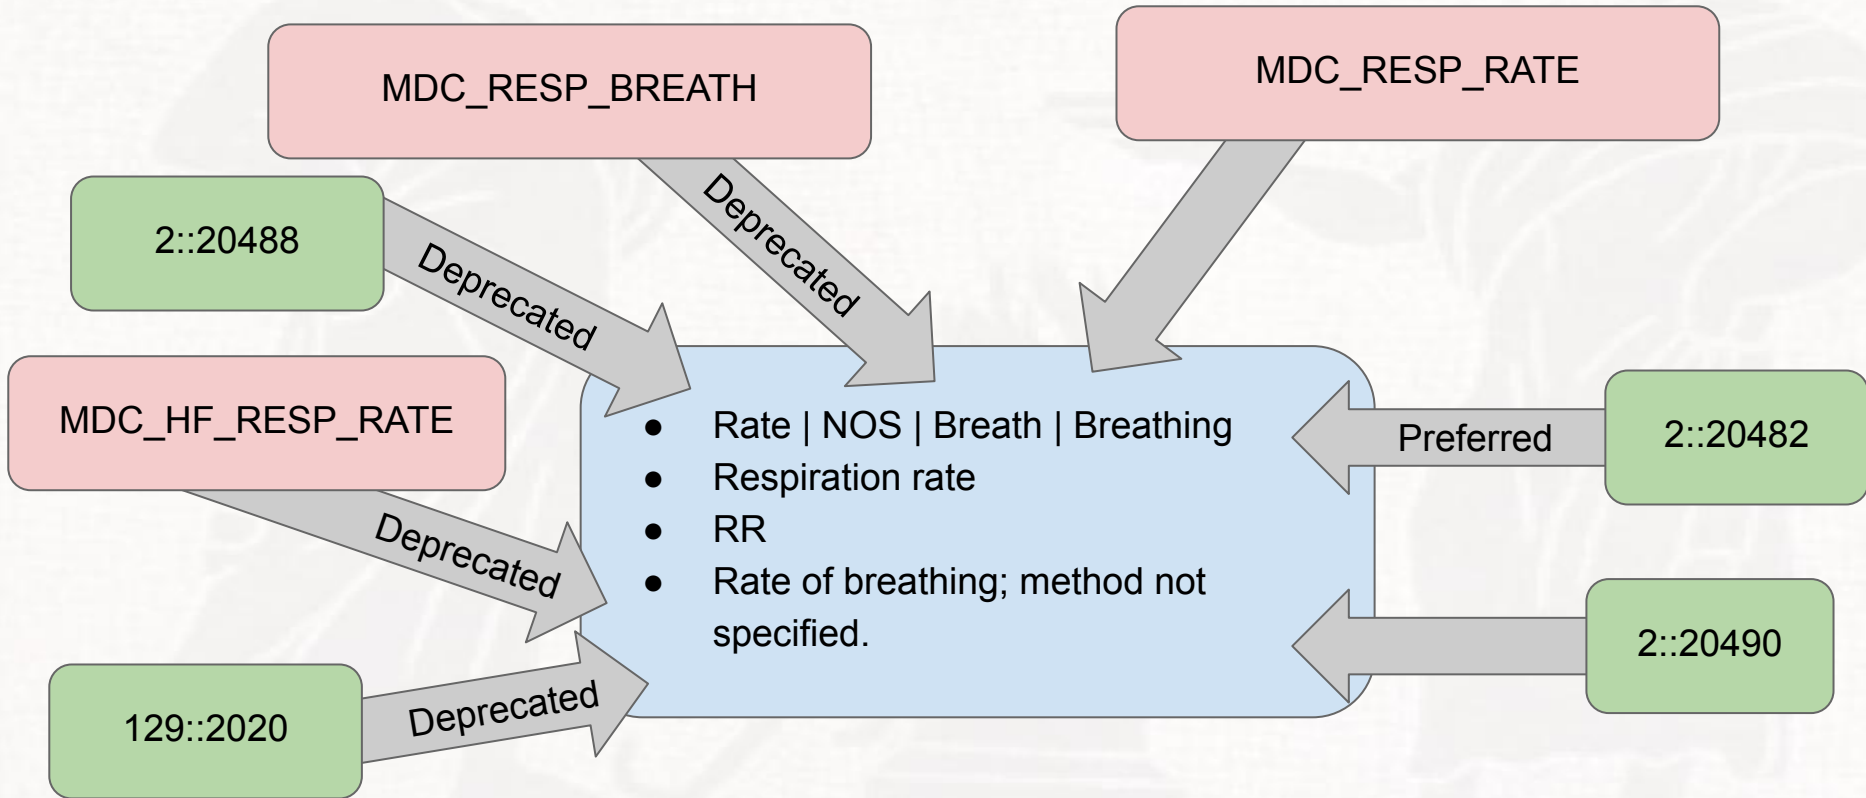 MDC_RESP_BREATH
MDC_RESP_RATE
2::20488
Deprecated
Deprecated
MDC_HF_RESP_RATE
● Rate | NOS | Breath | Breathing
● Respiration rate
● RR
● Rate of breathing; method not
specified.
Preferred
2::20482
Deprecated
2::20490
129::2020
Deprecated